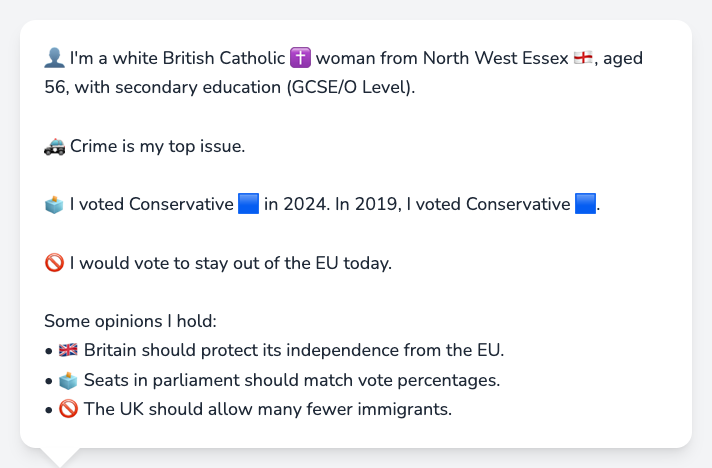 👤 I'm a white British Catholic ✝️ woman from North West Essex 🏴󠁧󠁢󠁥󠁮󠁧󠁿, aged
56, with secondary education (GCSE/O Level).
🚓 Crime is my top issue.
🗳️ I voted Conservative 🟦 in 2024. In 2019, I voted Conservative 🟦.
🚫 I would vote to stay out of the EU today.
Some opinions I hold:
• 🇬🇧 Britain should protect its independence from the EU.
• 🗳️ Seats in parliament should match vote percentages.
• 🚫 The UK should allow many fewer immigrants.